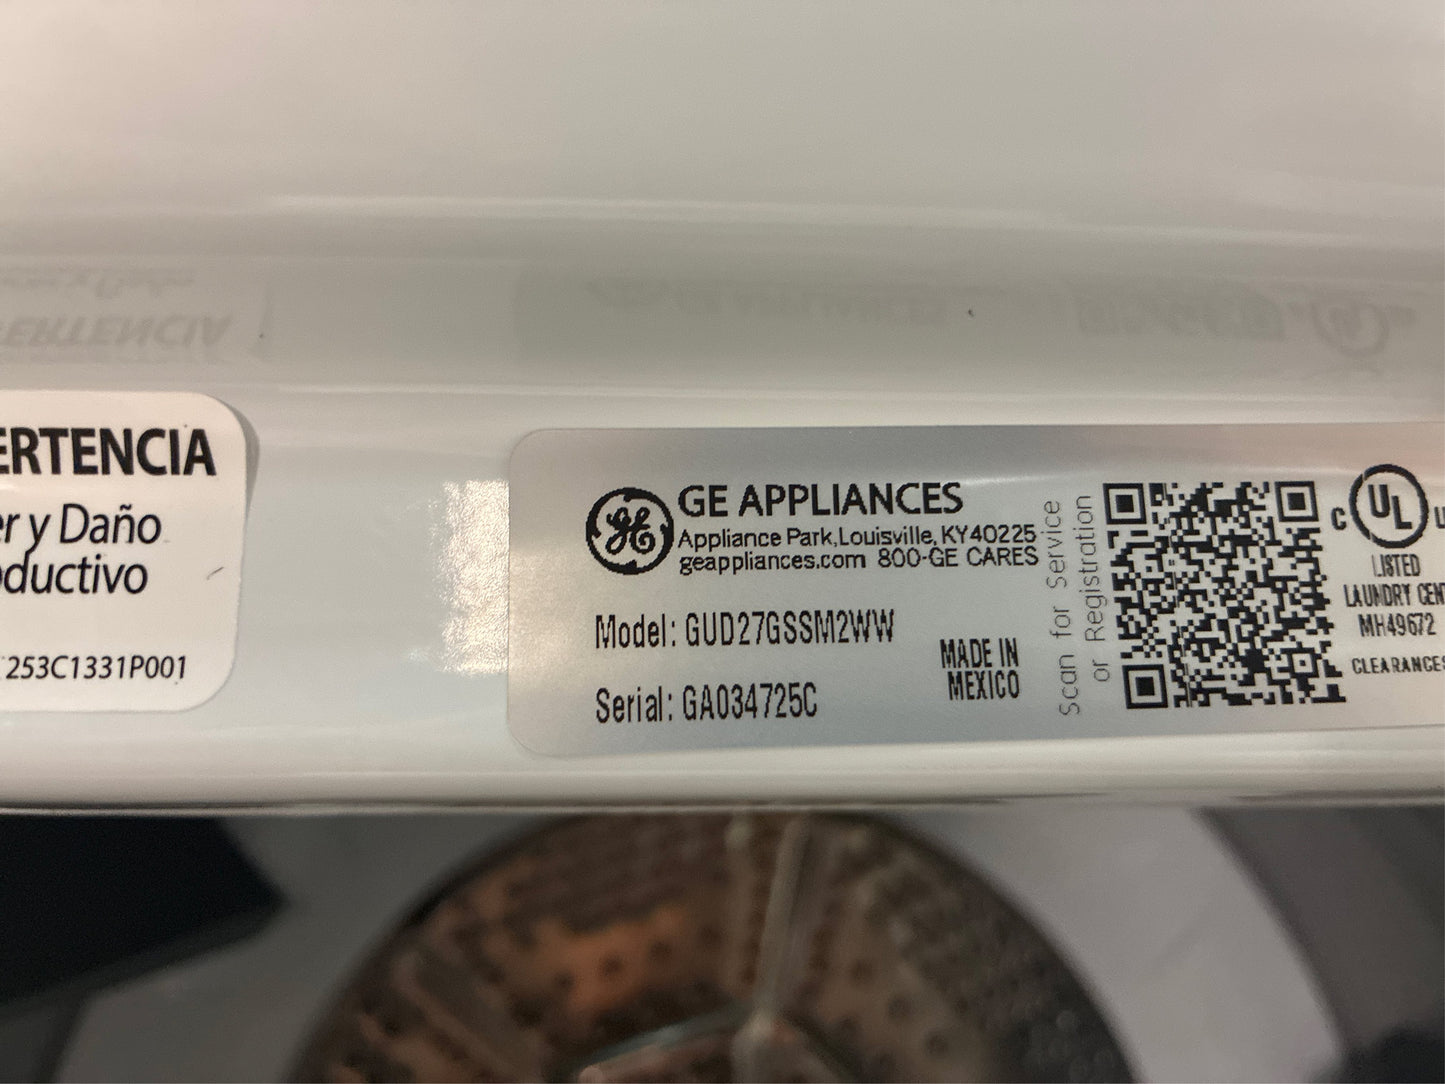 ERTENCIA
er y Daño
oductivo
253C1331P001
GE APPLIANCES
Appliance Park, Louisville, KY40225
geappliances.com 800-GE CARES
Model: GUD27GSSM2WW
Serial: GA034725C
MADE IN
MEXICO
Scan for Service
or Registration
C UL U
LISTED
LAUNDRY CENT
MH49672
CLEARANCES